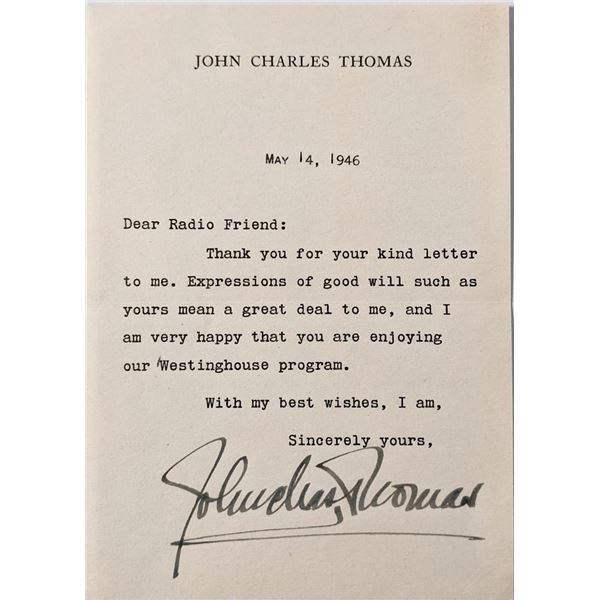 JOHN CHARLES THOMAS
MAY 14, 1946
Dear Radio Friend:
Thank you for your kind letter
to me. Expressions of good will such as
yours mean a great deal to me, and I
am very happy that you are enjoying
our Westinghouse program.
With my best wishes, I am,
Sincerely yours,
John Chas. Thomas